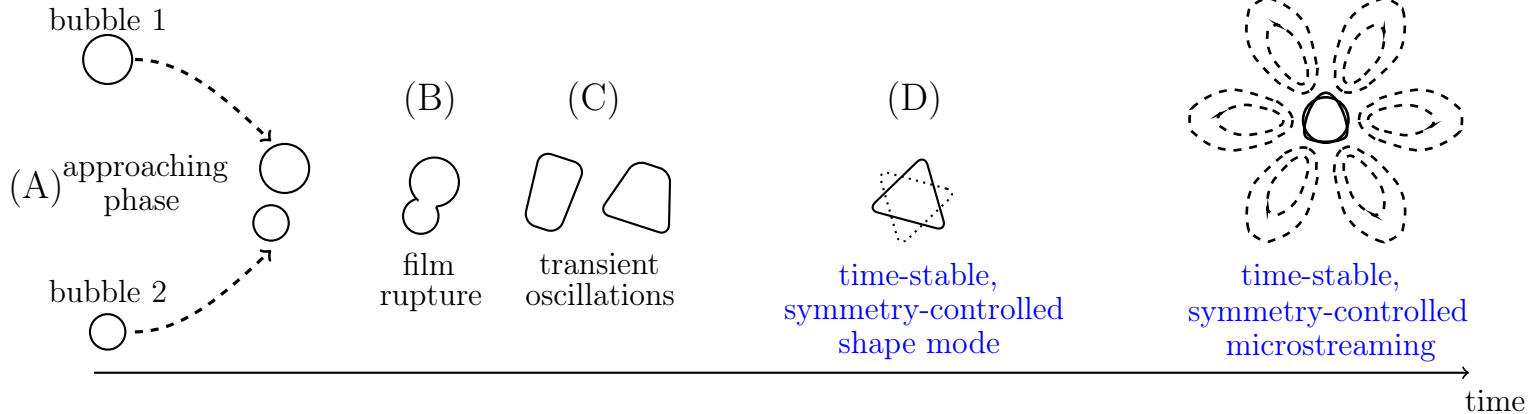 bubble 1
(A)
approaching
phase
bubble 2
(B)
film
rupture
(C)
transient
oscillations
(D)
time-stable,
symmetry-controlled
shape mode
time-stable,
symmetry-controlled
microstreaming
time